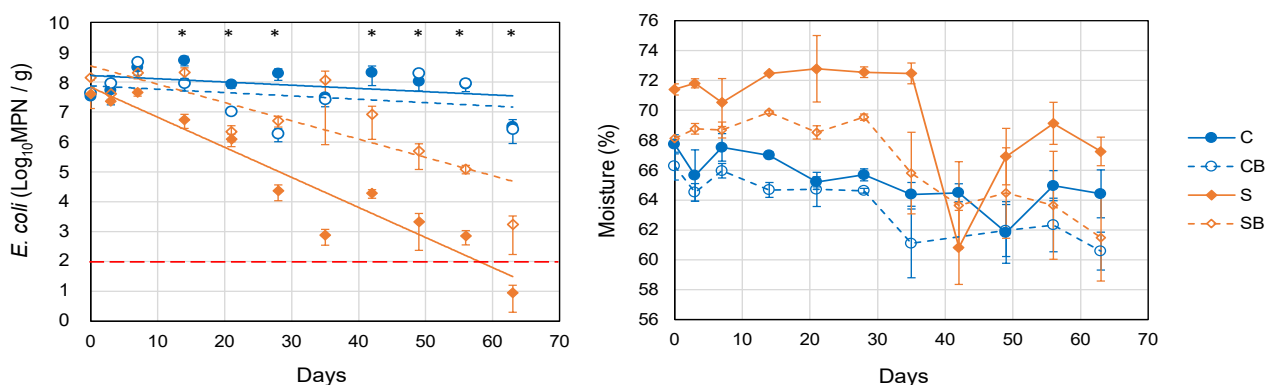 10
9
8
7
6
5
4
3
2
1
0
* * * * * * *
E. coli (Log10MPN / g)
0 10 20 30 40 50 60 70
Days
76
74
72
70
68
66
64
62
60
58
56
Moisture (%)
0 10 20 30 40 50 60 70
Days
C
CB
S
SB